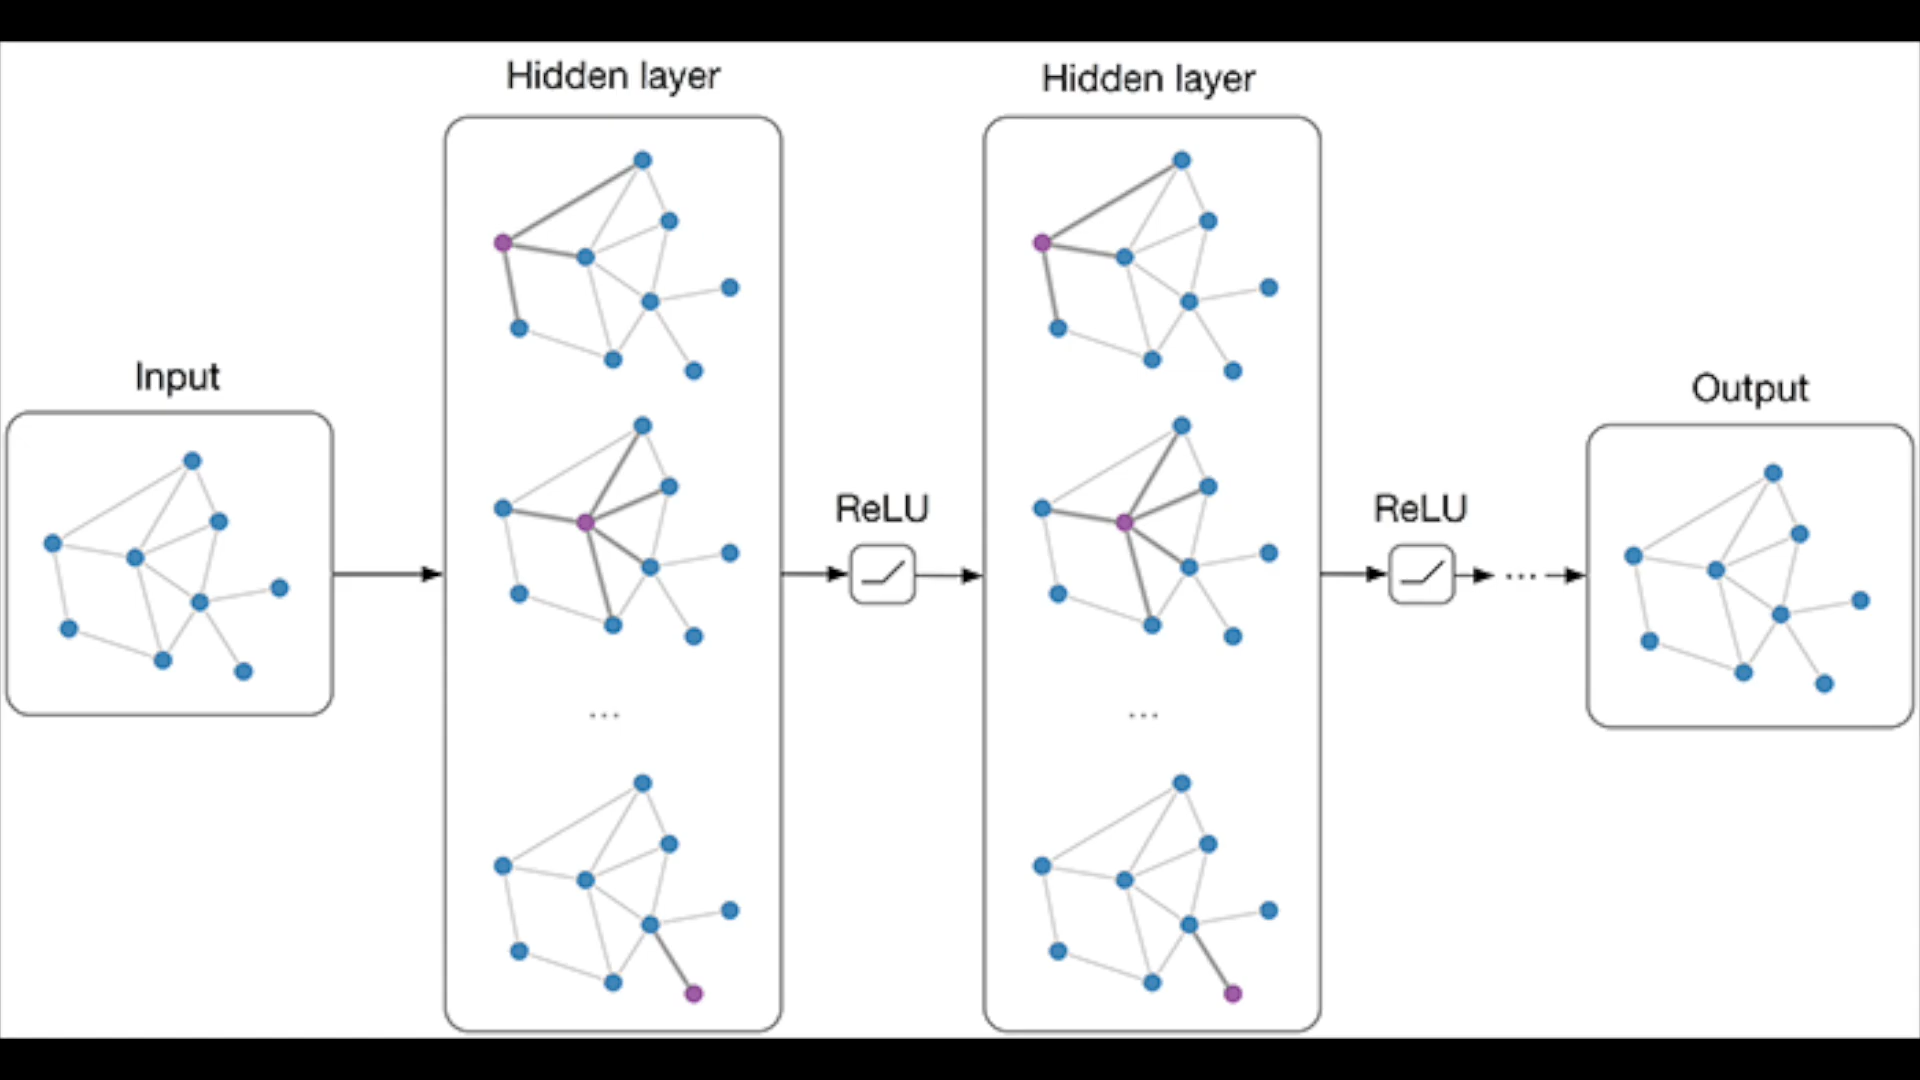 Hidden layer
Hidden layer
Input
Output
ReLU
ReLU
...
...
...